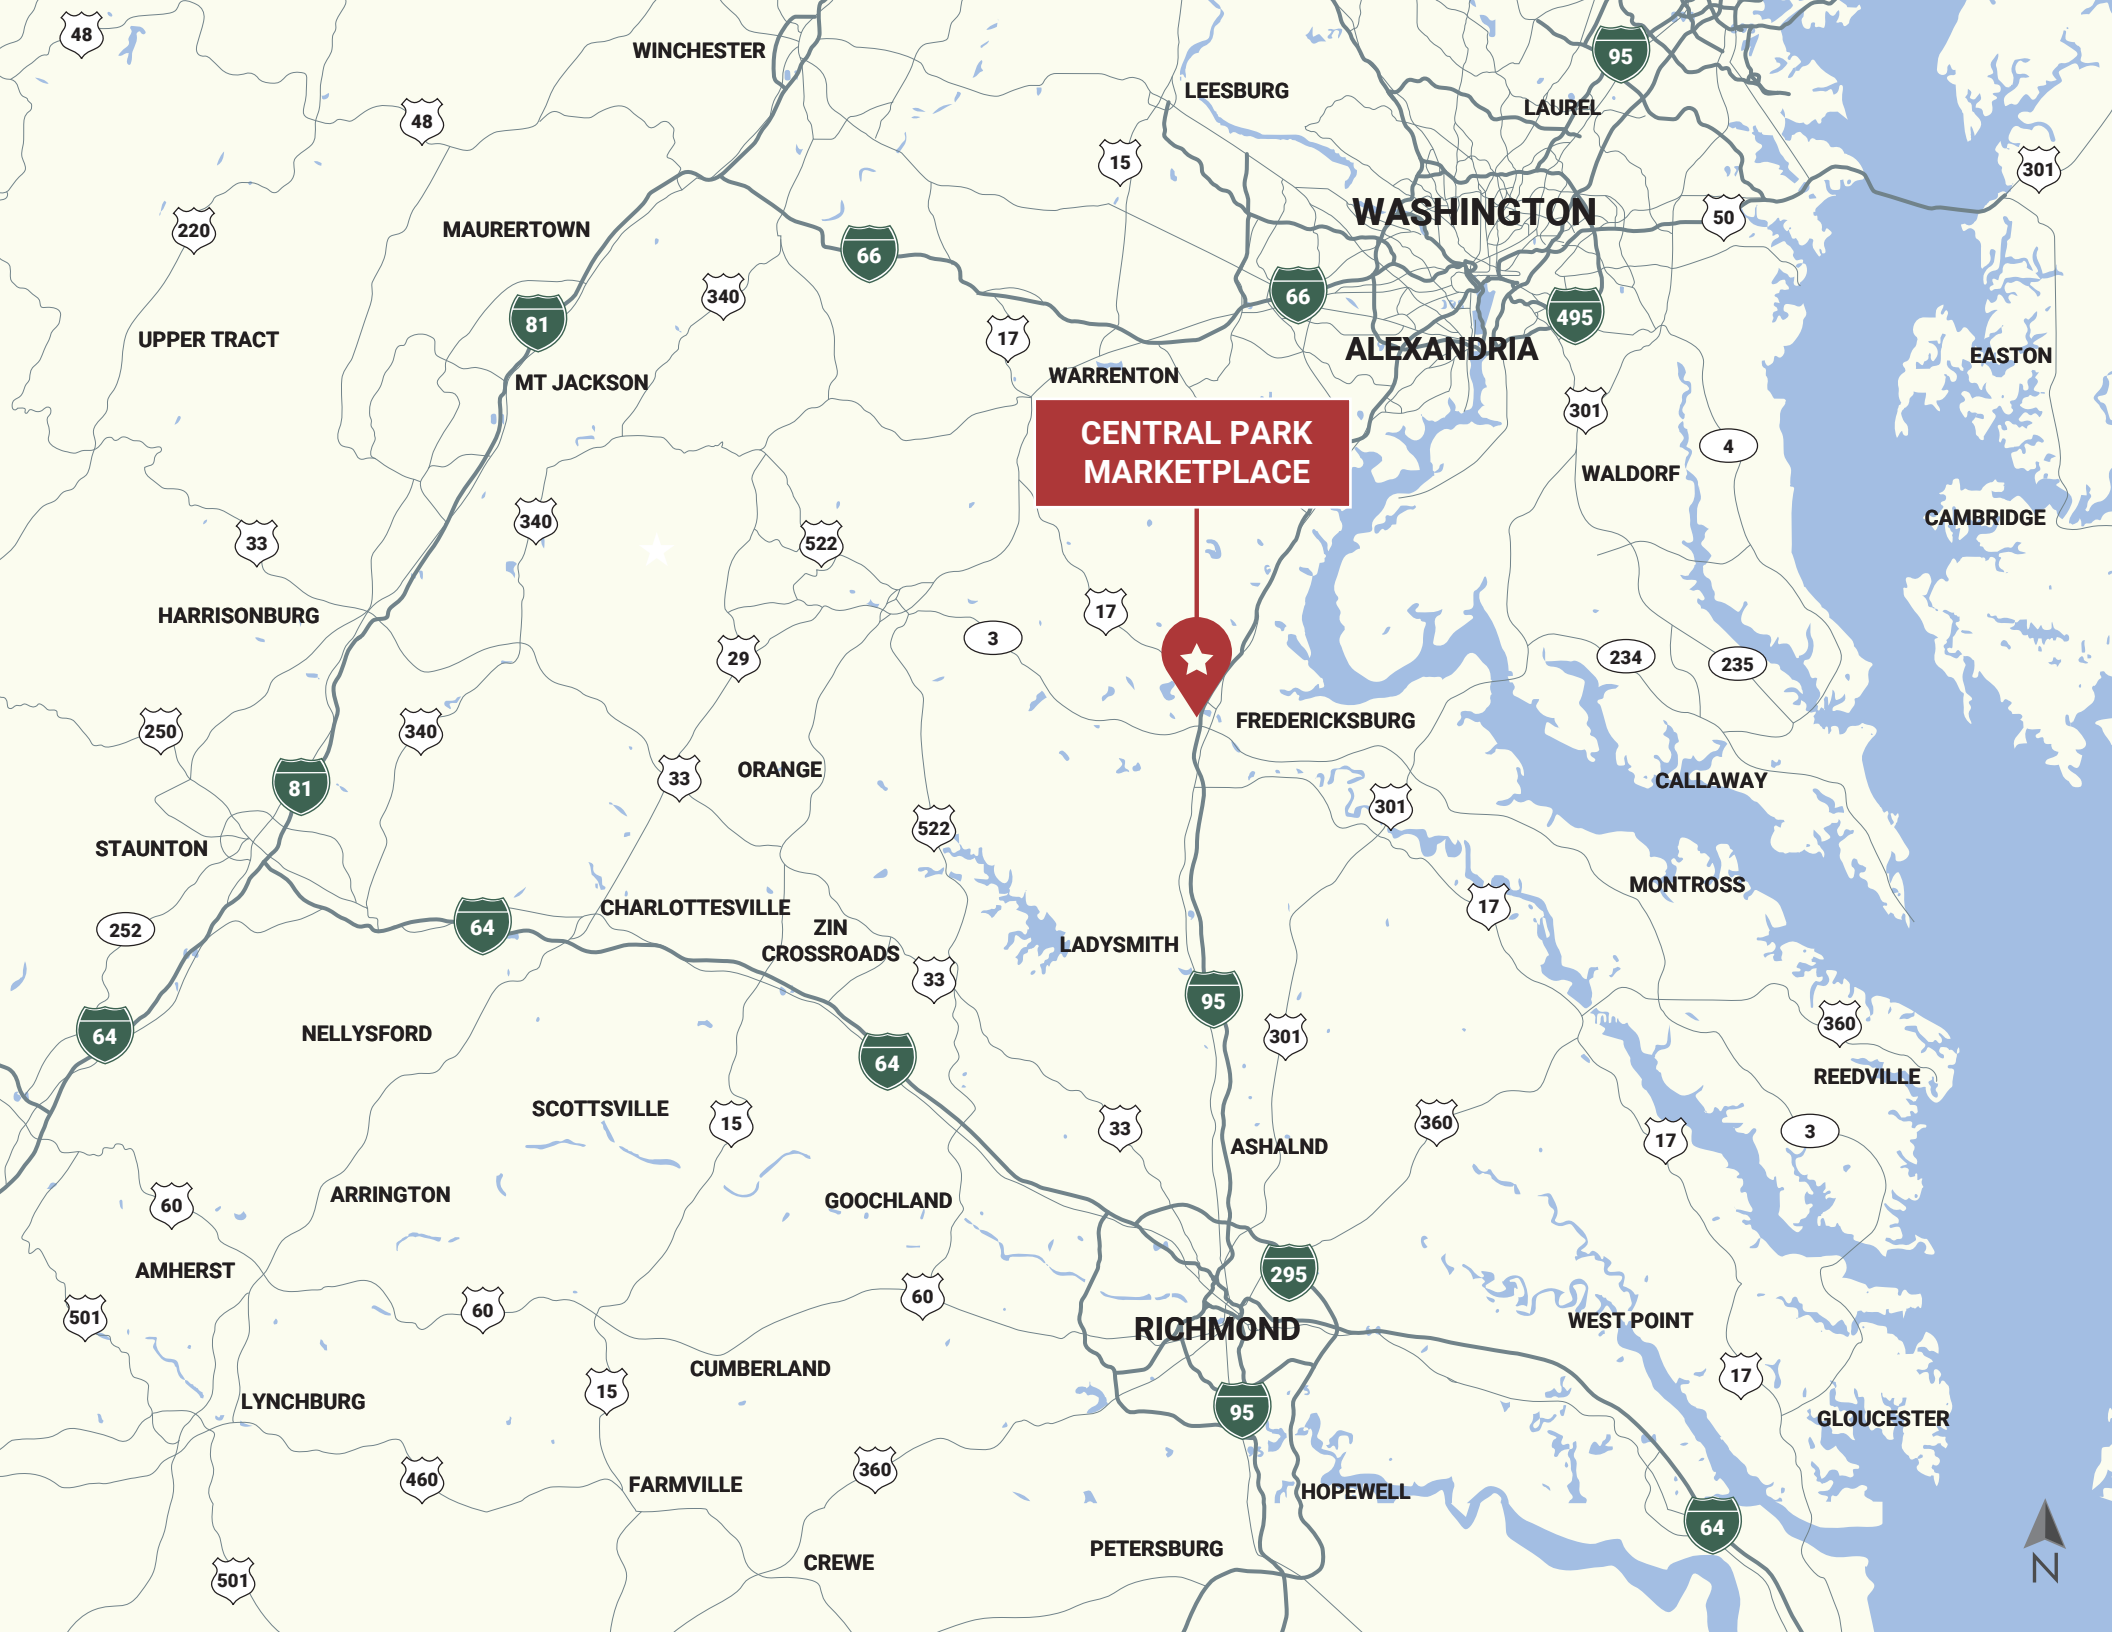 48
WINCHESTER
95
LEESBURG
LAUREL
48
15
301
220
MAURERTOWN
WASHINGTON
50
66
340
66
81
495
UPPER TRACT
17
ALEXANDRIA
EASTON
MT JACKSON
WARRENTON
301
CENTRAL PARK
MARKETPLACE
4
WALDORF
33
340
522
CAMBRIDGE
HARRISONBURG
17
3
29
234
235
250
340
FREDERICKSBURG
81
33
ORANGE
CALLAWAY
301
522
STAUNTON
MONTROSS
252
64
CHARLOTTESVILLE
17
ZIN
CROSSROADS
LADYSMITH
33
95
64
NELLYSFORD
301
360
64
REEDVILLE
SCOTTSVILLE
15
33
360
17
3
ASHALND
60
ARRINGTON
GOOCHLAND
AMHERST
295
501
60
60
RICHMOND
WEST POINT
CUMBERLAND
15
17
LYNCHBURG
95
GLOUCESTER
460
FARMVILLE
360
HOPEWELL
64
PETERSBURG
501
CREWE
N